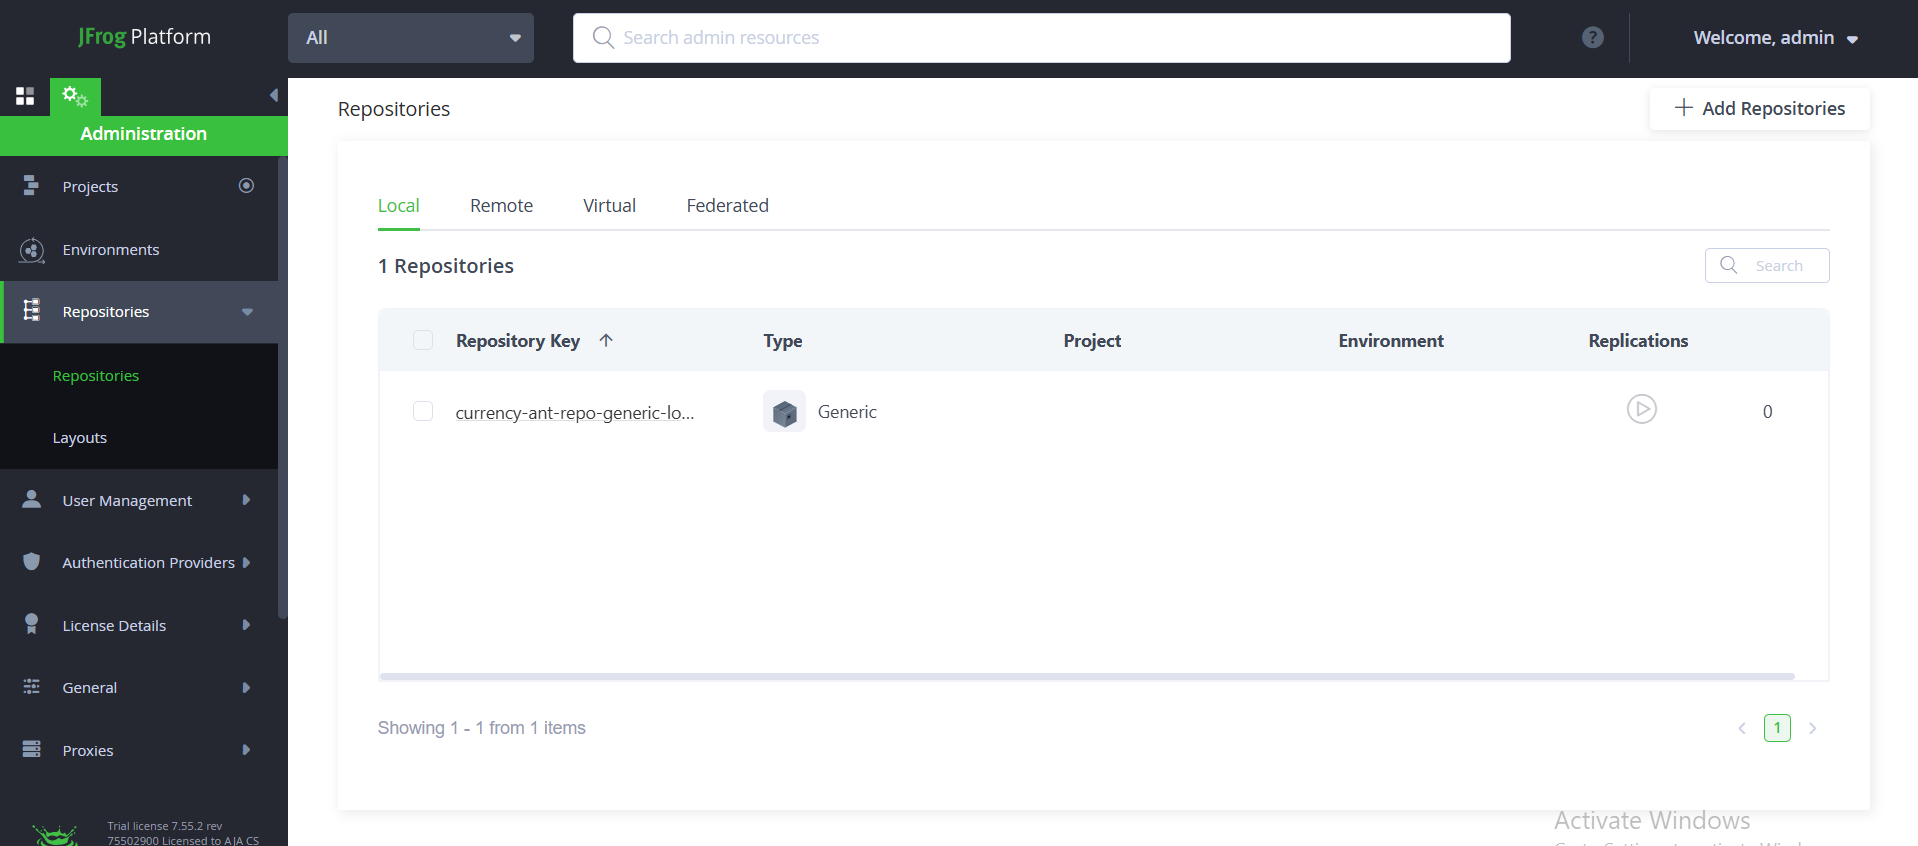 JFrog Platform
All
Search admin resources
?
Welcome, admin
Administration
Projects
Environments
Repositories
Repositories
Layouts
User Management
Authentication Providers
License Details
General
Proxies
Trial license 7.55.2 rev
75502900 Licensed to AJA CS
Repositories
Add Repositories
Local Remote Virtual Federated
1 Repositories
Search
Repository Key Type Project Environment Replications
currency-ant-repo-generic-lo... Generic 0
Showing 1 - 1 from 1 items
1
Activate Windows